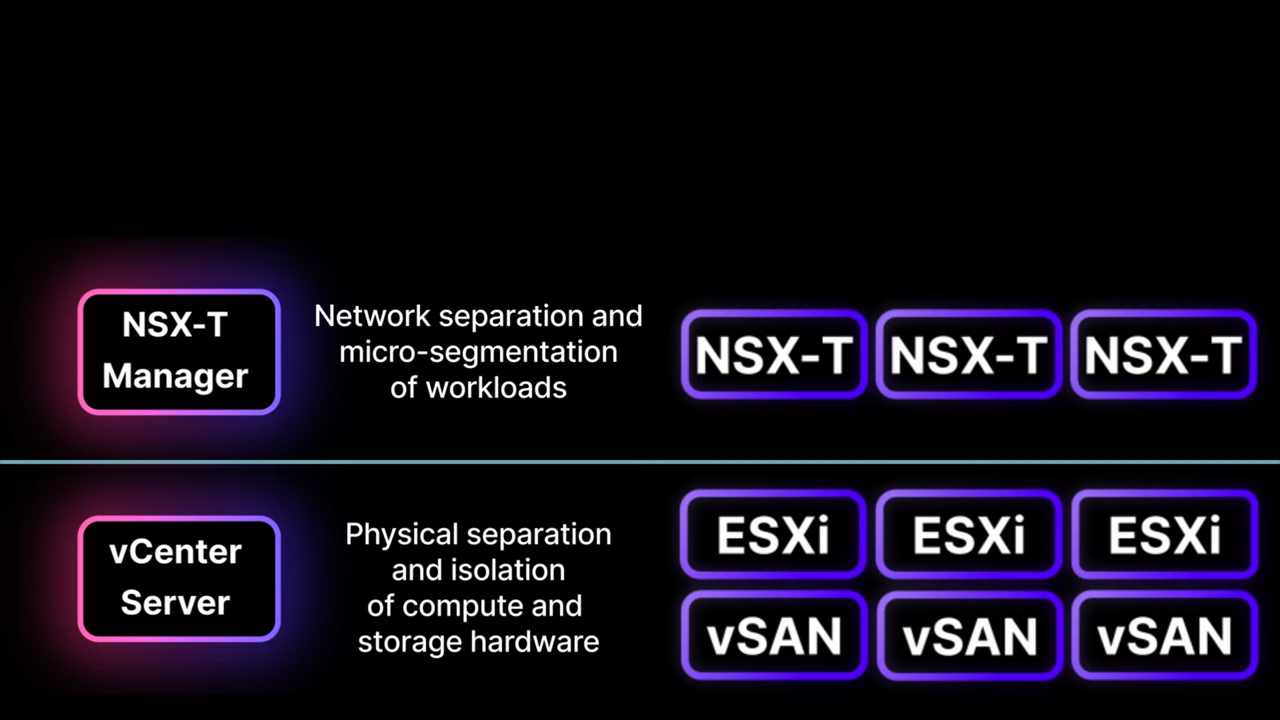 NSX-T
Manager
Network separation and
micro-segmentation
of workloads
NSX-T NSX-T NSX-T
vCenter
Server
Physical separation
and isolation
of compute and
storage hardware
ESXi ESXi ESXi
vSAN vSAN vSAN